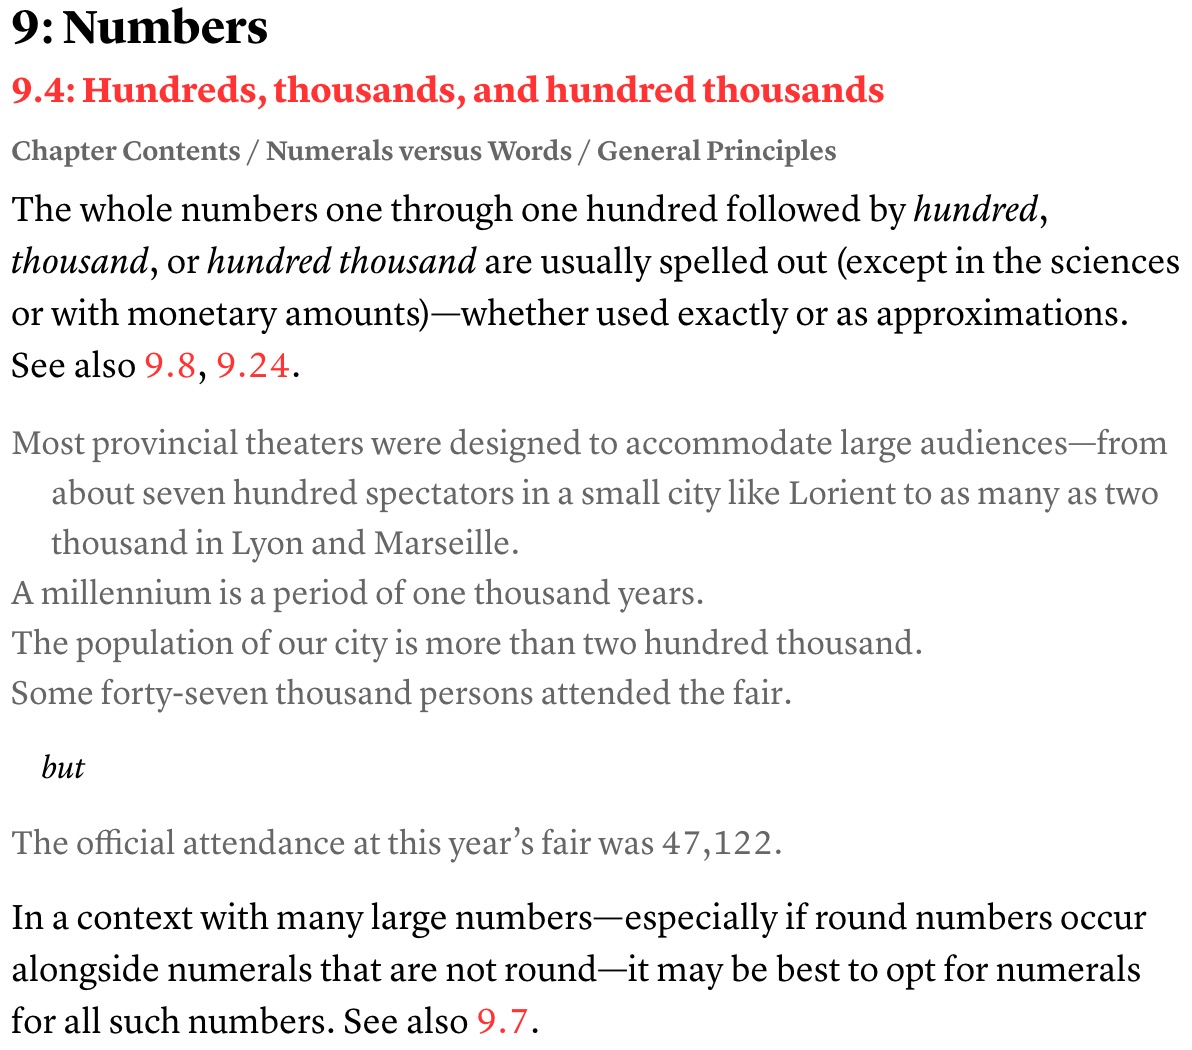 9: Numbers
9.4: Hundreds, thousands, and hundred thousands
Chapter Contents / Numerals versus Words / General Principles
The whole numbers one through one hundred followed by hundred,
thousand, or hundred thousand are usually spelled out (except in the sciences
or with monetary amounts)—whether used exactly or as approximations.
See also 9.8, 9.24.
Most provincial theaters were designed to accommodate large audiences—from
about seven hundred spectators in a small city like Lorient to as many as two
thousand in Lyon and Marseille.
A millennium is a period of one thousand years.
The population of our city is more than two hundred thousand.
Some forty-seven thousand persons attended the fair.
but
The official attendance at this year’s fair was 47,122.
In a context with many large numbers—especially if round numbers occur
alongside numerals that are not round—it may be best to opt for numerals
for all such numbers. See also 9.7.